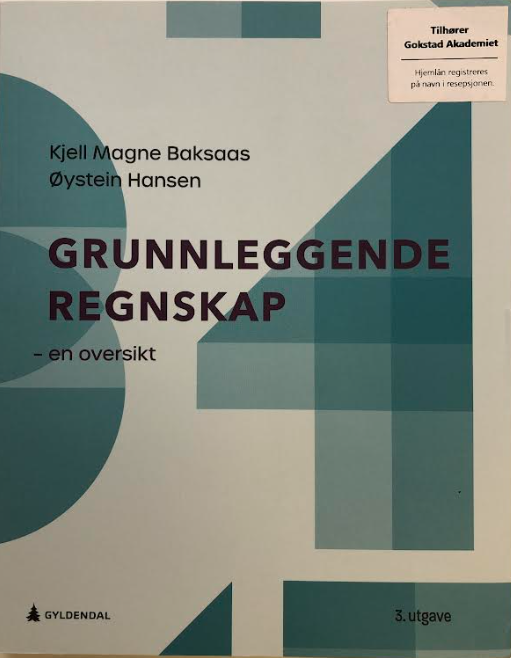 Tilhører
Gokstad Akademiet
Hjemlån registreres
på navn i resepsjonen.
Kjell Magne Baksaas
Øystein Hansen
GRUNNLEGGENDE
REGNSKAP
– en oversikt
GYLDENDAL
3. utgave